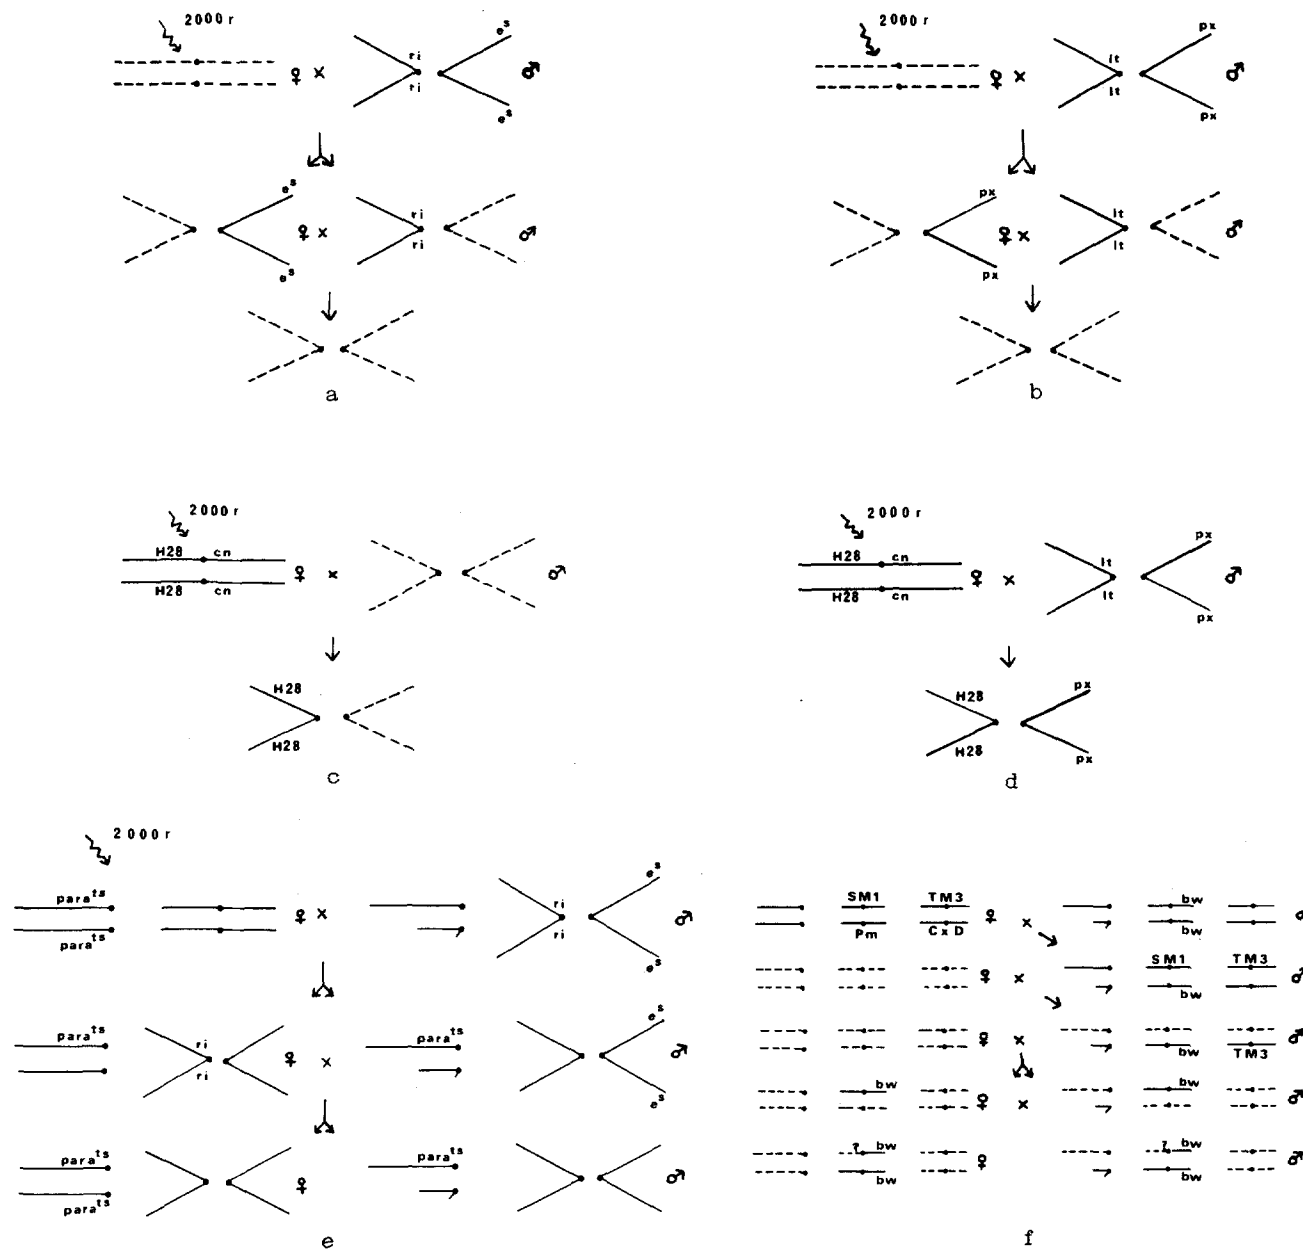 2000 r
ri
ri
e^s
e^s
♀ x ♂
e^s
e^s
♀ x
ri
ri
♂
a
2000 r
lt
lt
px
px
♀ x ♂
px
px
♀ x
lt
lt
♂
b
2000 r
H28 cn
H28 cn
♀ x ♂
H28
H28
c
2000 r
H28 cn
H28 cn
♀ x
lt
lt
px
px
♂
H28
H28
px
px
d
2000 r
para^ts
para^ts
♀ x
ri
ri
e^s
e^s
♂
para^ts
ri
ri
♀ x
para^ts
e^s
e^s
♂
para^ts
para^ts
♀
para^ts
♂
e
SM1 TM3
Pm CxD
♀ x
bw
bw
♂
♀ x
SM1 TM3
bw
♂
♀ x
bw TM3
♂
bw
♀ x
bw
♂
? bw
bw
♀
? bw
bw
♂
f